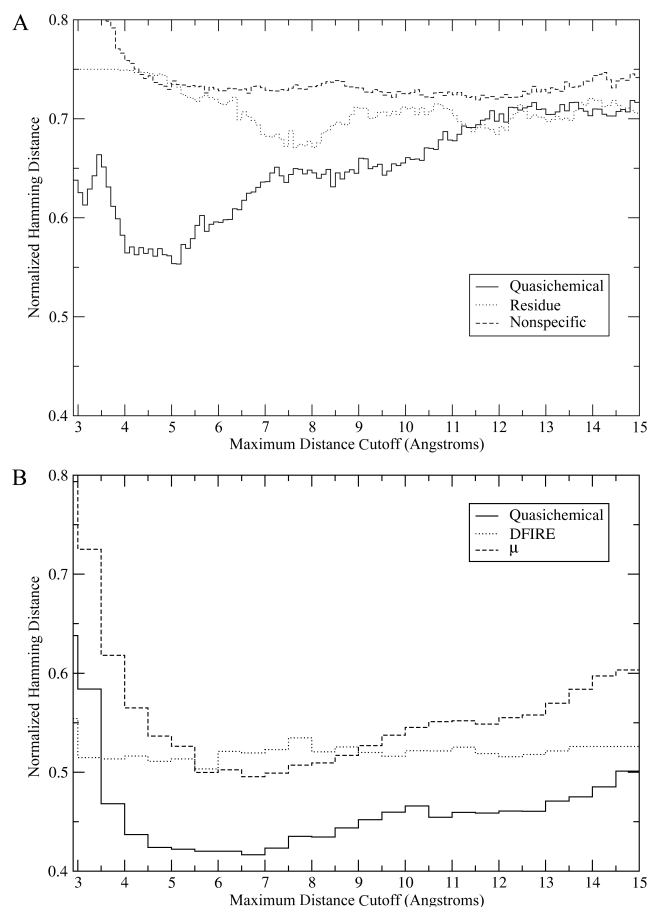 A
0.8
0.7
0.6
0.5
0.4
Normalized Hamming Distance
Quasichemical
Residue
Nonspecific
3 4 5 6 7 8 9 10 11 12 13 14 15
Maximum Distance Cutoff (Angstroms)
B
0.8
0.7
0.6
0.5
0.4
Normalized Hamming Distance
Quasichemical
DFIRE
μ
3 4 5 6 7 8 9 10 11 12 13 14 15
Maximum Distance Cutoff (Angstroms)